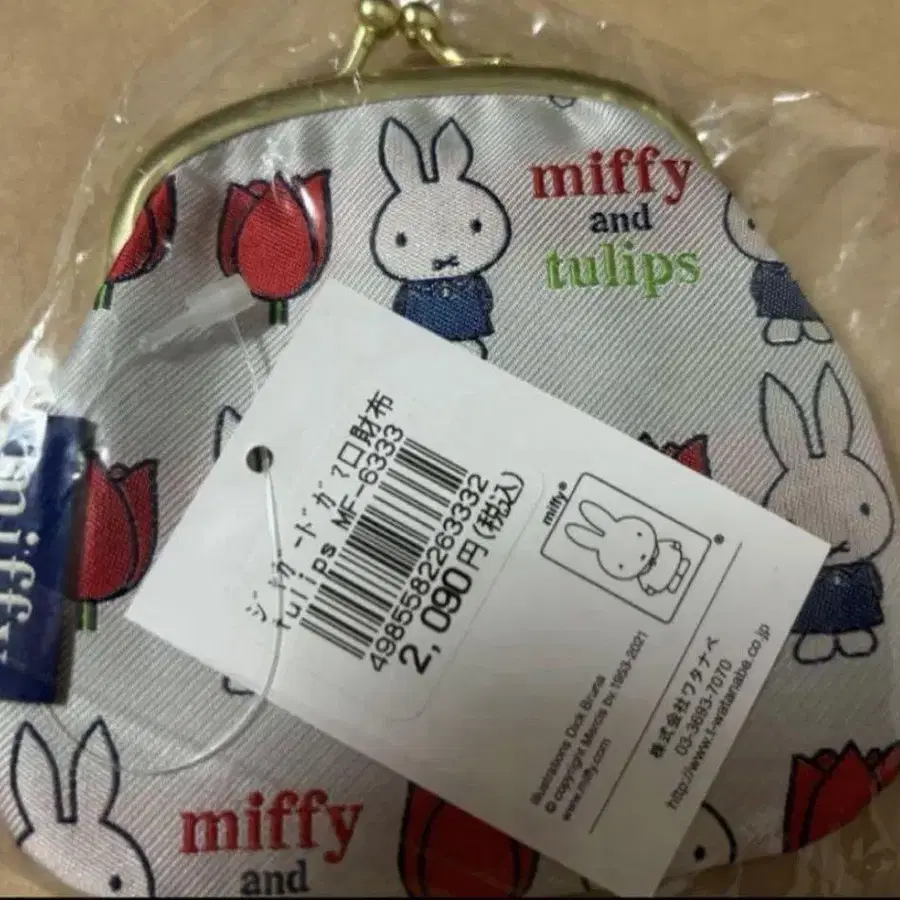 miffy
and
tulips
ジャガードガマ口財布
tulips MF-6333
4985582263332
2,090円(税込)
miffy®
illustrations Dick Bruna
© copyright Mercis bv,1953-2021
www.miffy.com
株式会社ワタナベ
03-3693-7070
http://www.t-watanabe.co.jp
miffy
miffy
and